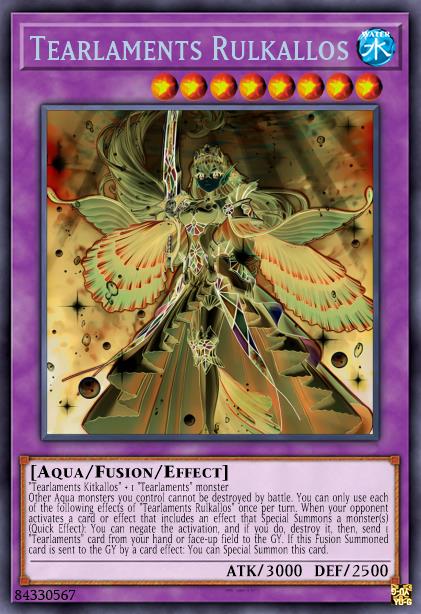 TEARLAMENTS RULKALLOS
WATER
水
[AQUA/FUSION/EFFECT]
"Tearlaments Kitkallos" + 1 "Tearlaments" monster
Other Aqua monsters you control cannot be destroyed by battle. You can only use each
of the following effects of "Tearlaments Rulkallos" once per turn. When your opponent
activates a card or effect that includes an effect that Special Summons a monster(s)
(Quick Effect): You can negate the activation, and if you do, destroy it, then, send 1
"Tearlaments" card from your hand or face-up field to the GY. If this Fusion Summoned
card is sent to the GY by a card effect: You can Special Summon this card.
ATK/3000 DEF/2500
84330567